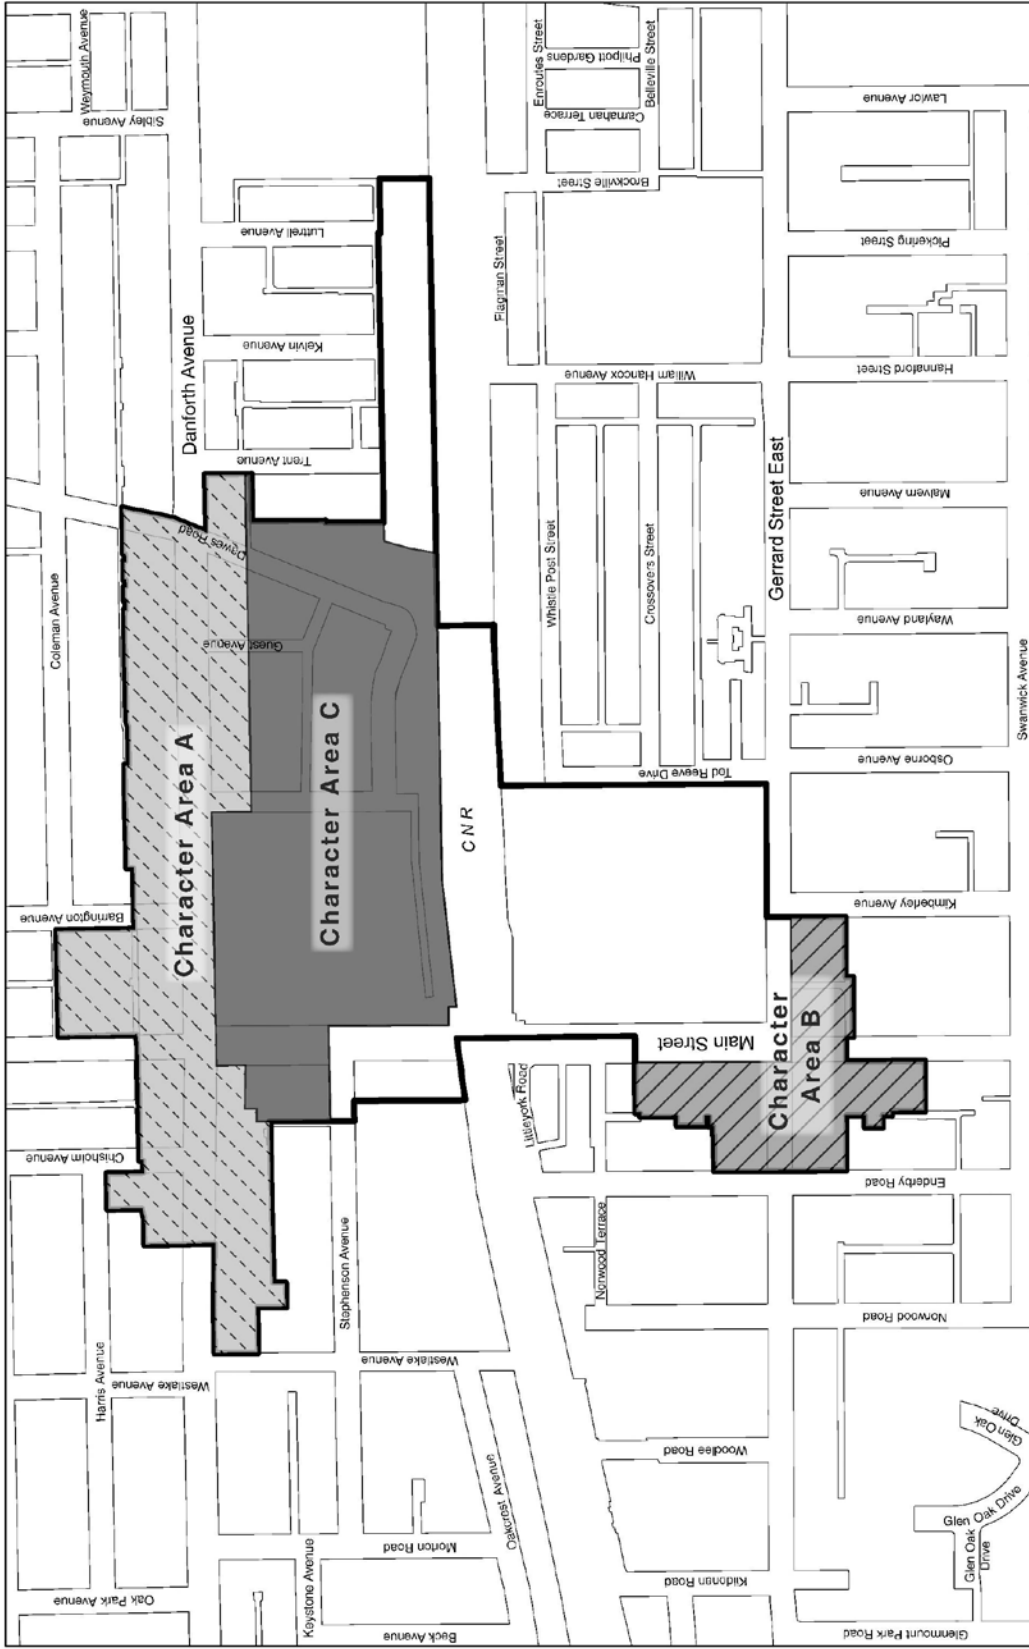 Weymouth Avenue
Sibley Avenue
Coleman Avenue
Barrington Avenue
Chisholm Avenue
Harris Avenue
Westlake Avenue
Oak Park Avenue
Danforth Avenue
Luttrell Avenue
Kelvin Avenue
Trent Avenue
Dawes Road
Guest Avenue
Character Area A
Character Area C
Stephenson Avenue
Westlake Avenue
Keystone Avenue
Morton Road
Beck Avenue
Oakcrest Avenue
CNR
Enroutes Street
Philpott Gardens
Carnahan Terrace
Belleville Street
Brockville Street
Flagman Street
William Hancox Avenue
Whistle Post Street
Crossovers Street
Tod Reeve Drive
Gerrard Street East
Main Street
Littleyork Road
Character
Area B
Norwood Terrace
Enderby Road
Norwood Road
Woodlee Road
Kildonan Road
Glenmount Park Road
Glen Oak
Drive
Glen Oak Drive
Glen Oak
Drive
Lawlor Avenue
Pickering Street
Hannaford Street
Malvern Avenue
Wayland Avenue
Osborne Avenue
Kimberley Avenue
Swanwick Avenue